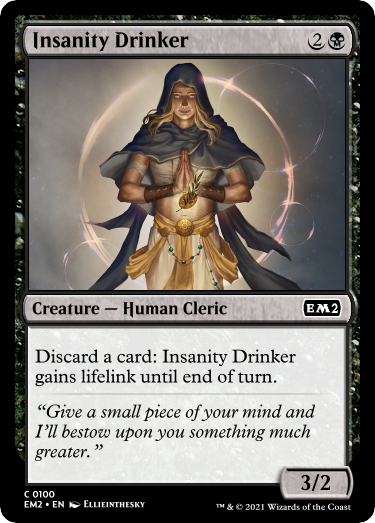 Insanity Drinker 2
Creature — Human Cleric EM2
Discard a card: Insanity Drinker
gains lifelink until end of turn.
“Give a small piece of your mind and
I’ll bestow upon you something much
greater.”
3/2
C 0100
EM2 • EN Ellieinthesky ™ & © 2021 Wizards of the Coast